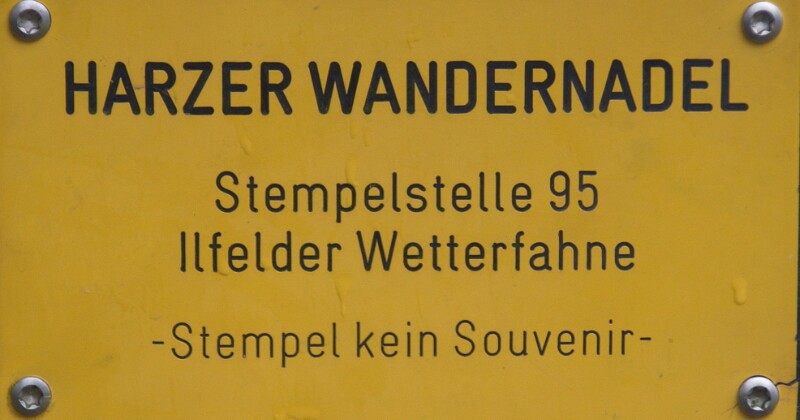 HARZER WANDERNADEL
Stempelstelle 95
Ilfelder Wetterfahne
-Stempel kein Souvenir-